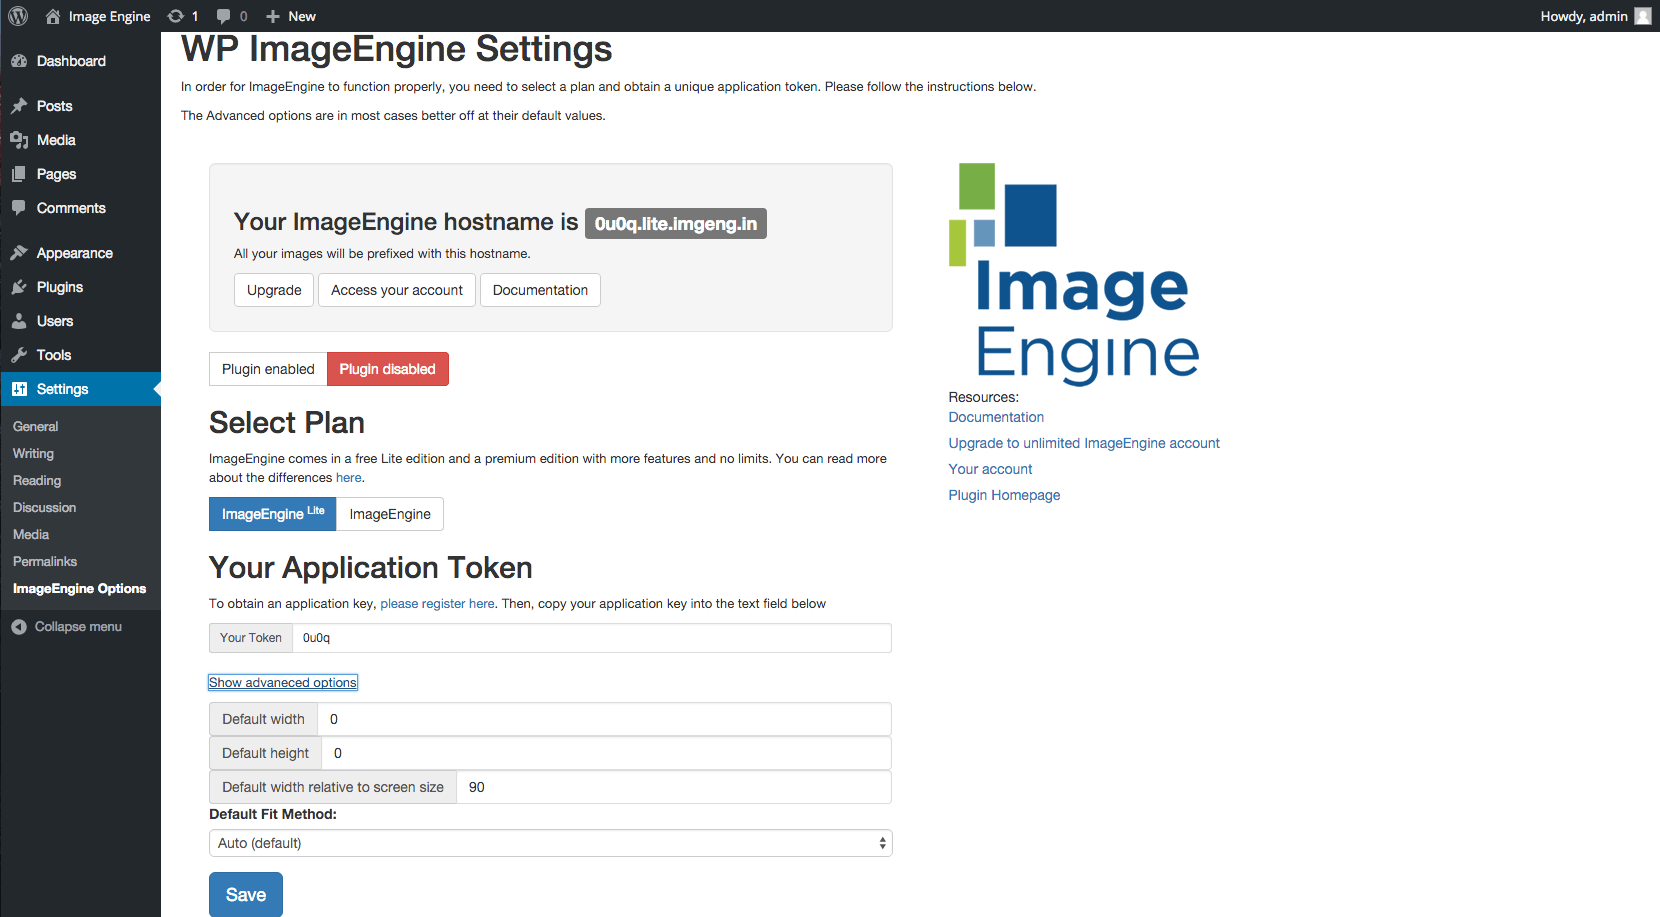 Image Engine 1 0 New Howdy, admin
Dashboard
Posts
Media
Pages
Comments
Appearance
Plugins
Users
Tools
Settings
General
Writing
Reading
Discussion
Media
Permalinks
ImageEngine Options
Collapse menu
WP ImageEngine Settings
In order for ImageEngine to function properly, you need to select a plan and obtain a unique application token. Please follow the instructions below.
The Advanced options are in most cases better off at their default values.
Your ImageEngine hostname is 0u0q.lite.imgeng.in
All your images will be prefixed with this hostname.
Upgrade Access your account Documentation
Plugin enabled Plugin disabled
Select Plan
ImageEngine comes in a free Lite edition and a premium edition with more features and no limits. You can read more
about the differences here.
ImageEngine Lite ImageEngine
Your Application Token
To obtain an application key, please register here. Then, copy your application key into the text field below
Your Token 0u0q
Show advaneced options
Default width 0
Default height 0
Default width relative to screen size 90
Default Fit Method:
Auto (default)
Save
Image
Engine
Resources:
Documentation
Upgrade to unlimited ImageEngine account
Your account
Plugin Homepage